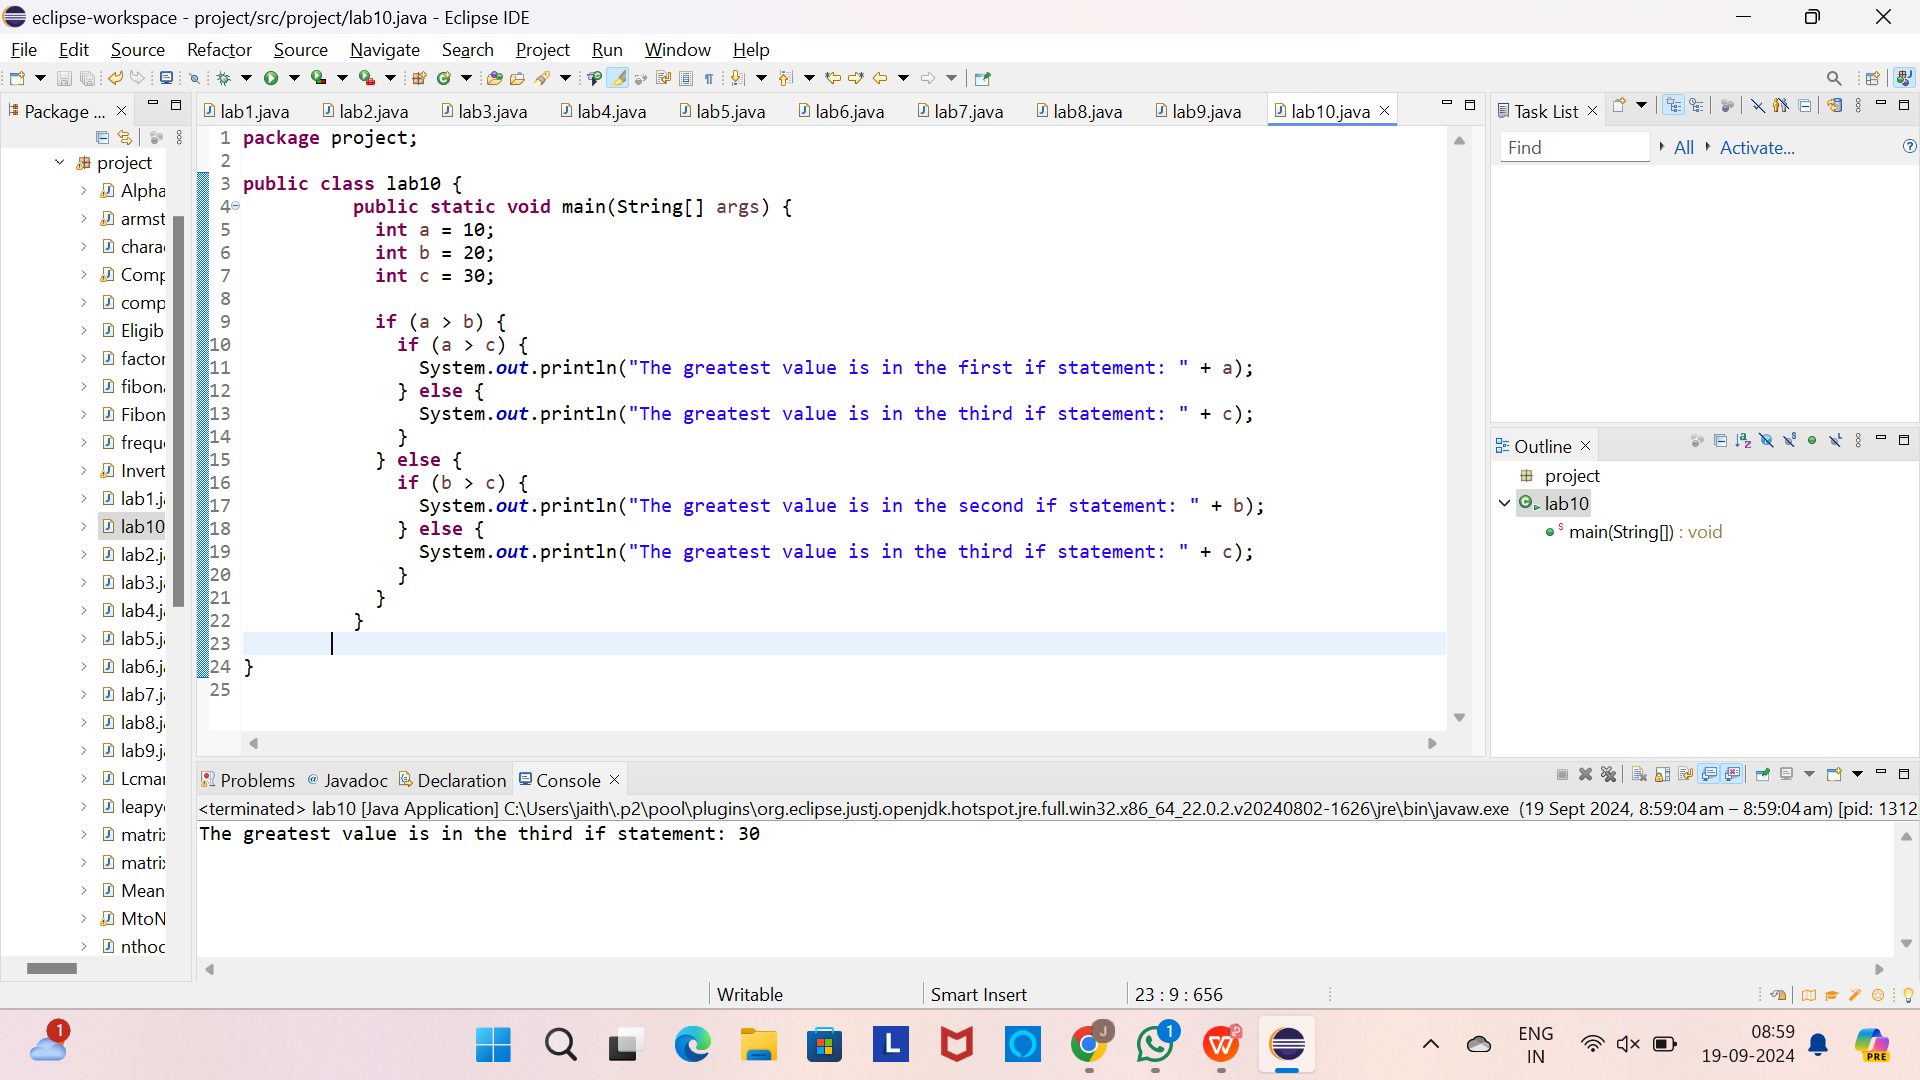 eclipse-workspace - project/src/project/lab10.java - Eclipse IDE
File Edit Source Refactor Source Navigate Search Project Run Window Help
Package ...
project
Alpha
armst
charac
Comp
comp
Eligib
factor
fibon
Fibon
frequ
Invert
lab1.j
lab10
lab2.j
lab3.j
lab4.j
lab5.j
lab6.j
lab7.j
lab8.j
lab9.j
Lcmar
leapy
matrix
matrix
Mean
MtoN
nthoc
lab1.java lab2.java lab3.java lab4.java lab5.java lab6.java lab7.java lab8.java lab9.java lab10.java
1 package project;
2
3 public class lab10 {
4 public static void main(String[] args) {
5 int a = 10;
6 int b = 20;
7 int c = 30;
8
9 if (a > b) {
10 if (a > c) {
11 System.out.println("The greatest value is in the first if statement: " + a);
12 } else {
13 System.out.println("The greatest value is in the third if statement: " + c);
14 }
15 } else {
16 if (b > c) {
17 System.out.println("The greatest value is in the second if statement: " + b);
18 } else {
19 System.out.println("The greatest value is in the third if statement: " + c);
20 }
21 }
22 }
23
24 }
25
Task List
Find All Activate...
Outline
project
lab10
main(String[]) : void
Problems Javadoc Declaration Console
<terminated> lab10 [Java Application] C:\Users\jaith\.p2\pool\plugins\org.eclipse.justj.openjdk.hotspot.jre.full.win32.x86_64_22.0.2.v20240802-1626\jre\bin\javaw.exe (19 Sept 2024, 8:59:04 am – 8:59:04 am) [pid: 1312
The greatest value is in the third if statement: 30
Writable Smart Insert 23 : 9 : 656
1
L
J
1
ENG
IN
08:59
19-09-2024
PRE